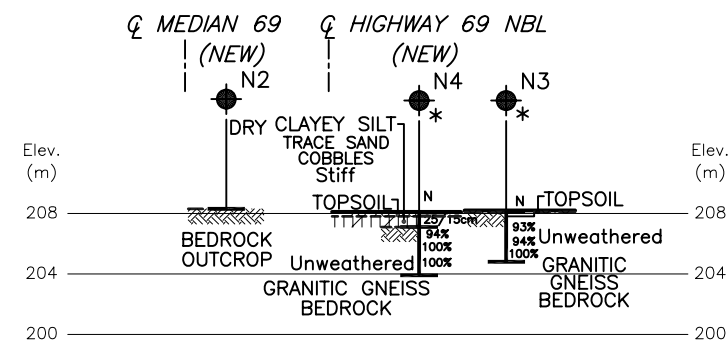 ℄ MEDIAN 69
(NEW)
℄ HIGHWAY 69 NBL
(NEW)
N2
N4
*
N3
*
Elev.
(m)
Elev.
(m)
DRY
CLAYEY SILT
TRACE SAND
COBBLES
Stiff
TOPSOIL
N
N
TOPSOIL
208
208
25/15cm
94%
100%
100%
93%
94%
100%
Unweathered
BEDROCK
OUTCROP
Unweathered
GRANITIC GNEISS
BEDROCK
GRANITIC
GNEISS
BEDROCK
204
204
200
200